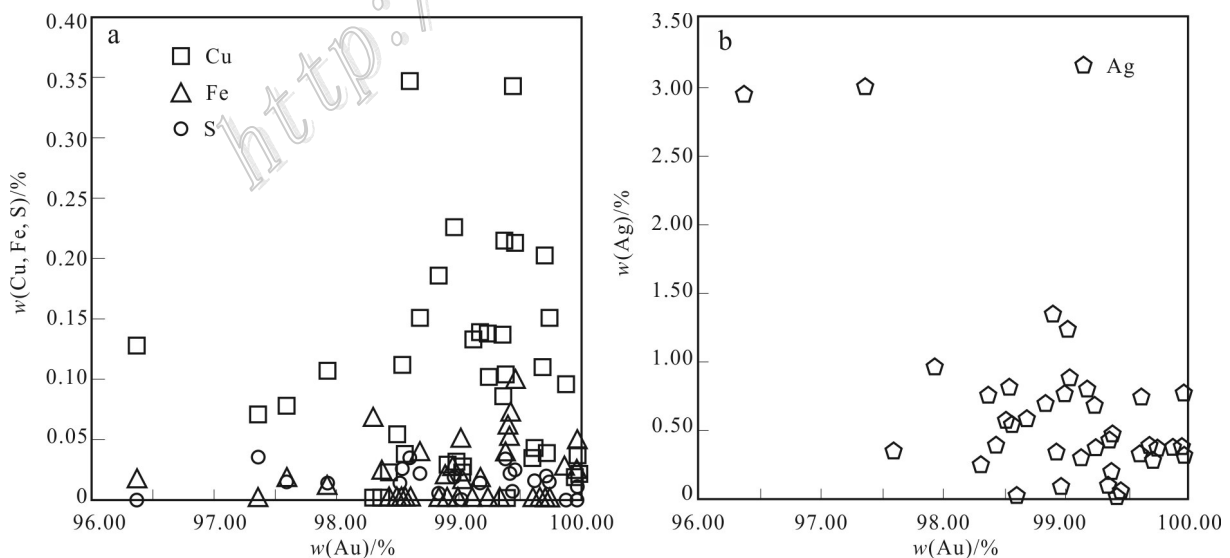 a
Cu
Fe
S
0.40
0.35
0.30
0.25
0.20
0.15
0.10
0.05
0
96.00 97.00 98.00 99.00 100.00
w(Cu, Fe, S)/%
w(Au)/%
http:/
b
Ag
3.50
3.00
2.50
2.00
1.50
1.00
0.50
0
96.00 97.00 98.00 99.00 100.00
w(Ag)/%
w(Au)/%